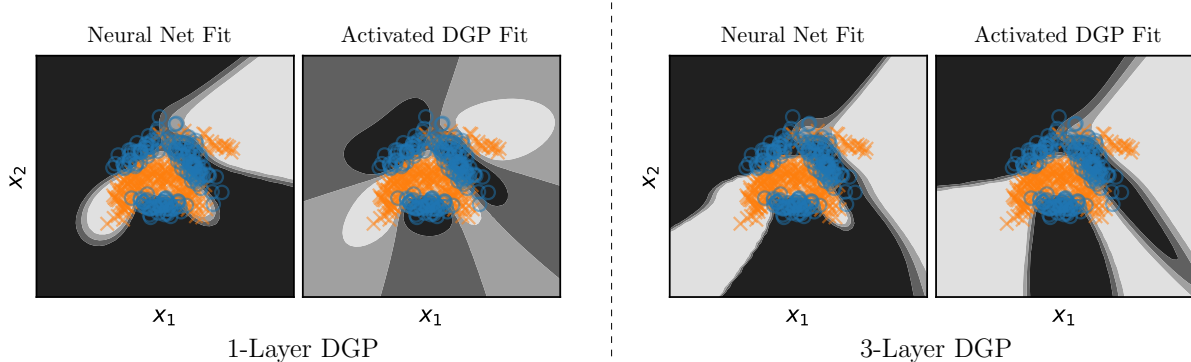 Neural Net Fit
Activated DGP Fit
Neural Net Fit
Activated DGP Fit
x₂
x₂
x₁
x₁
x₁
x₁
1-Layer DGP
3-Layer DGP